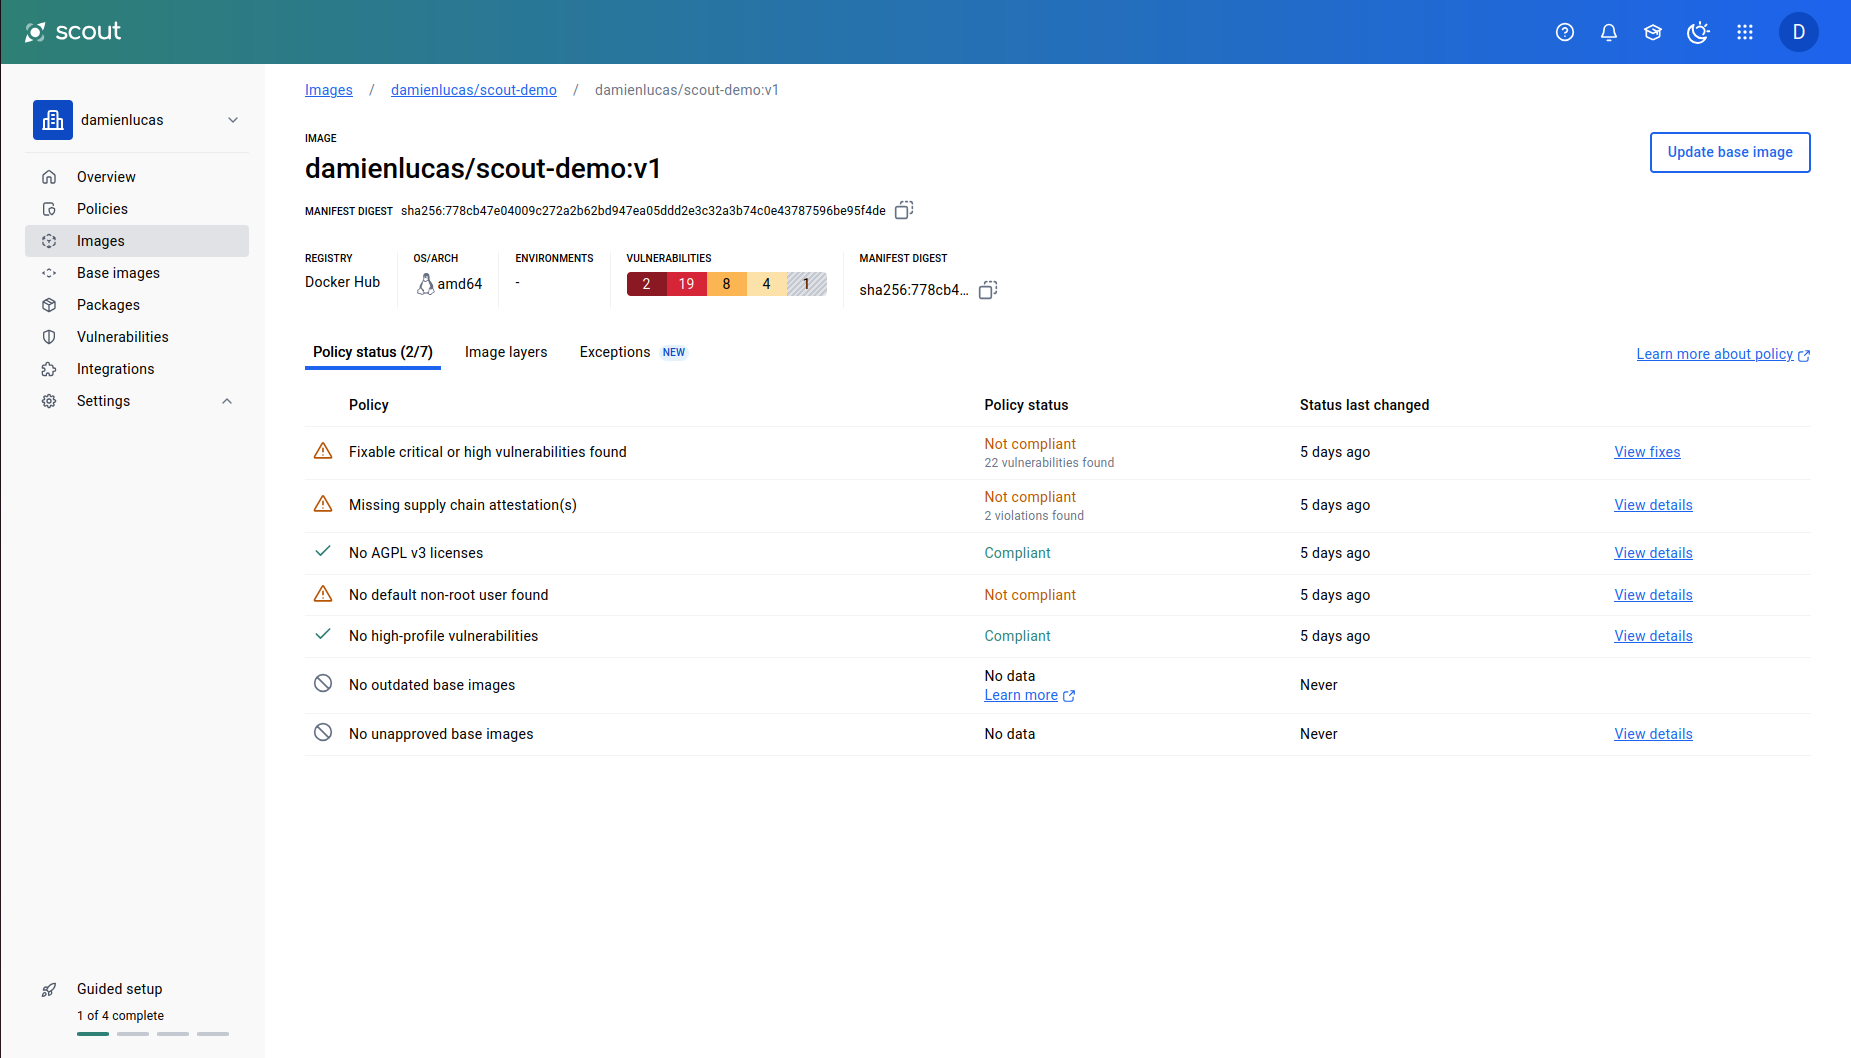 scout
D
damienlucas
Overview
Policies
Images
Base images
Packages
Vulnerabilities
Integrations
Settings
Guided setup
1 of 4 complete
Images / damienlucas/scout-demo / damienlucas/scout-demo:v1
IMAGE
damienlucas/scout-demo:v1
Update base image
MANIFEST DIGEST sha256:778cb47e04009c272a2b62bd947ea05ddd2e3c32a3b74c0e43787596be95f4de
REGISTRY OS/ARCH ENVIRONMENTS VULNERABILITIES MANIFEST DIGEST
Docker Hub amd64 - 2 19 8 4 1 sha256:778cb4...
Policy status (2/7) Image layers Exceptions NEW Learn more about policy
Policy Policy status Status last changed
Fixable critical or high vulnerabilities found Not compliant 5 days ago View fixes
22 vulnerabilities found
Missing supply chain attestation(s) Not compliant 5 days ago View details
2 violations found
No AGPL v3 licenses Compliant 5 days ago View details
No default non-root user found Not compliant 5 days ago View details
No high-profile vulnerabilities Compliant 5 days ago View details
No outdated base images No data Never
Learn more
No unapproved base images No data Never View details